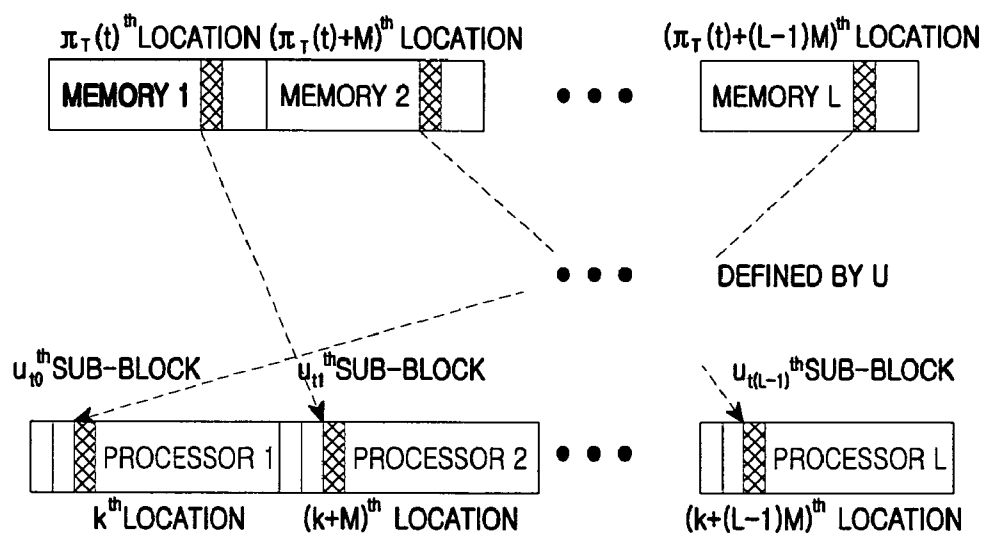 π_T(t)^th LOCATION (π_T(t)+M)^th LOCATION (π_T(t)+(L-1)M)^th LOCATION
MEMORY 1 MEMORY 2 ● ● ● MEMORY L
● ● ● DEFINED BY U
u_t0^th SUB-BLOCK u_t1^th SUB-BLOCK u_t(L-1)^th SUB-BLOCK
PROCESSOR 1 PROCESSOR 2 ● ● ● PROCESSOR L
k^th LOCATION (k+M)^th LOCATION (k+(L-1)M)^th LOCATION